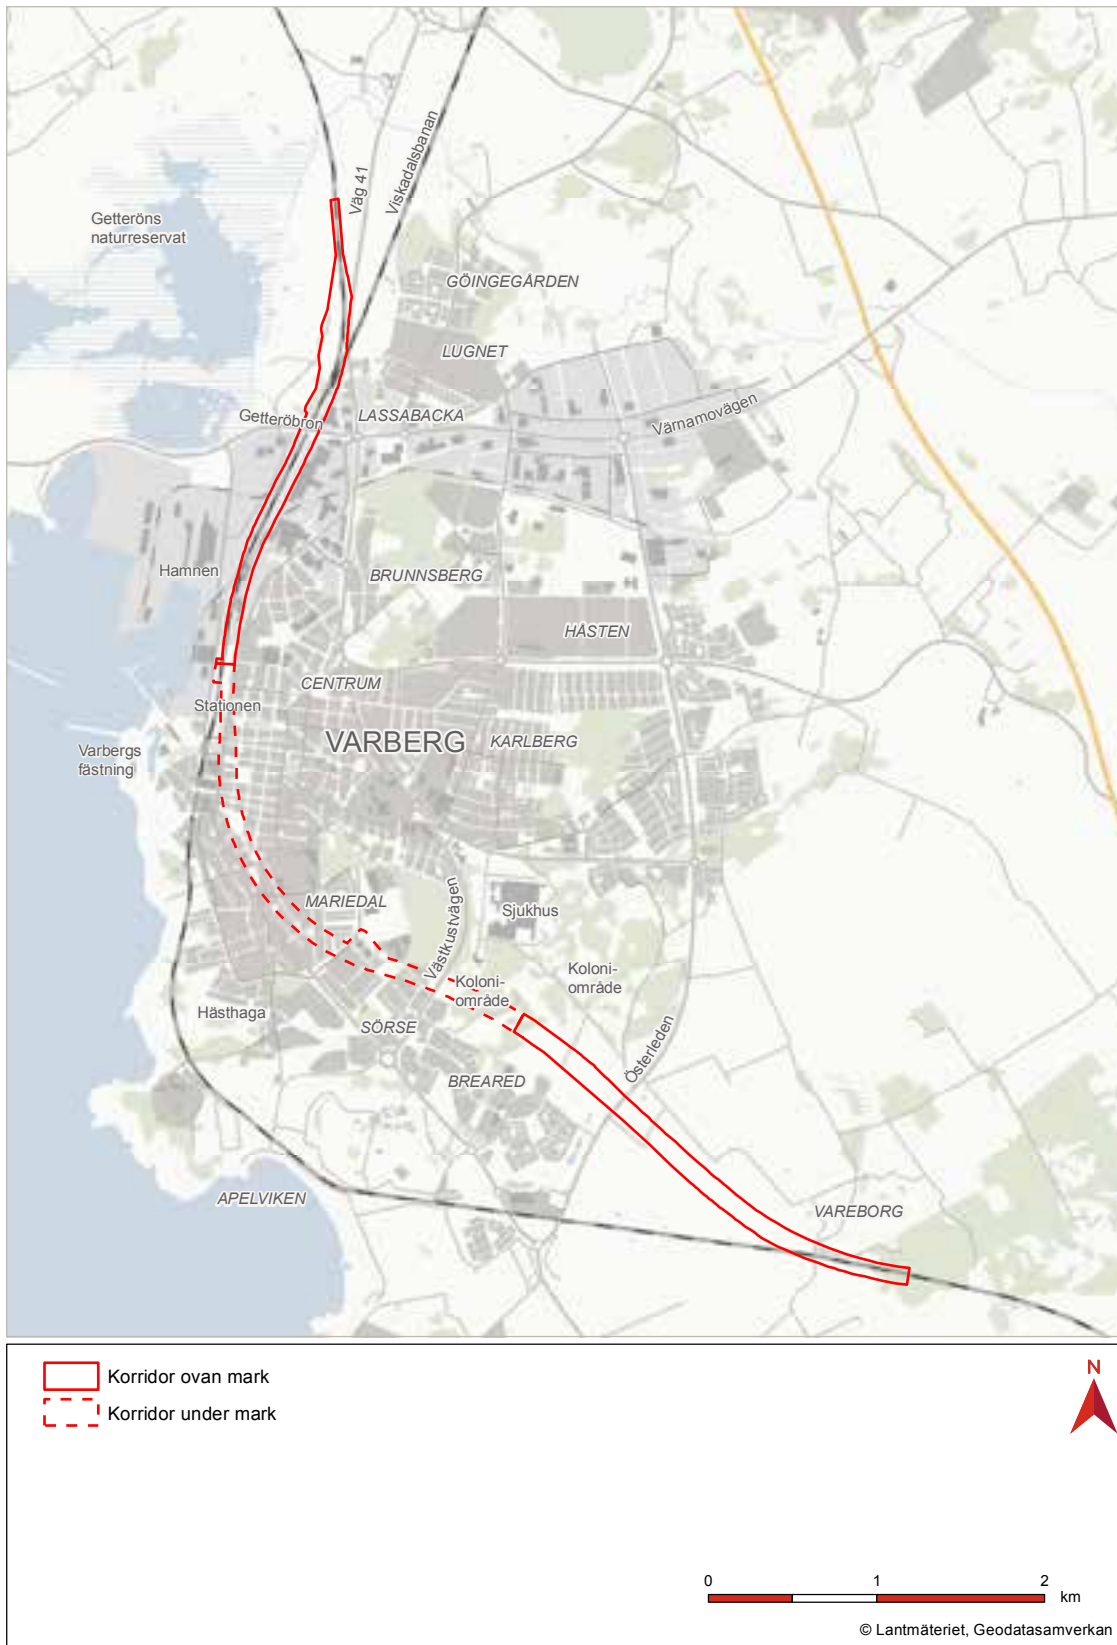 Väg 41
Viskadalsbanan
Getteröns
naturreservat
GÖINGEGÅRDEN
LUGNET
Getteröbron
LASSABACKA
Värnamovägen
Hamnen
BRUNNSBERG
HÅSTEN
CENTRUM
Stationen
VARBERG
KARLBERG
Varbergs
fästning
MARIEDAL
Västkustvägen
Sjukhus
Koloni-
område
Koloni-
område
Hästhaga
SÖRSE
Österleden
BREARED
APELVIKEN
VAREBORG
Korridor ovan mark
Korridor under mark
N
0 1 2
km
© Lantmäteriet, Geodatasamverkan